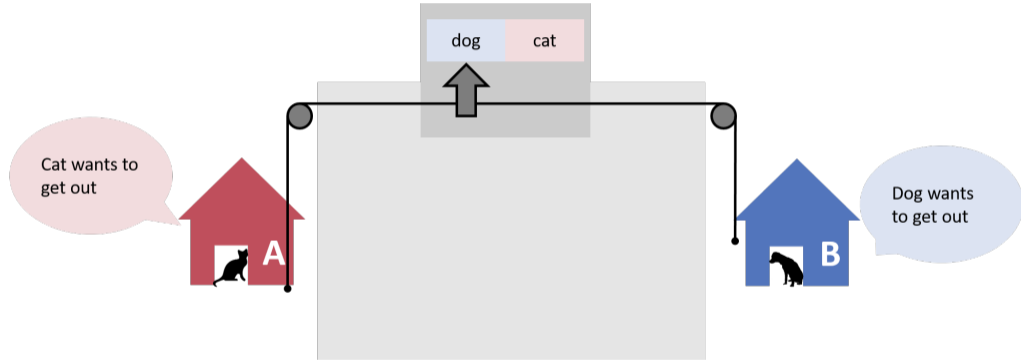 dog cat
Cat wants to
get out
A
B
Dog wants
to get out